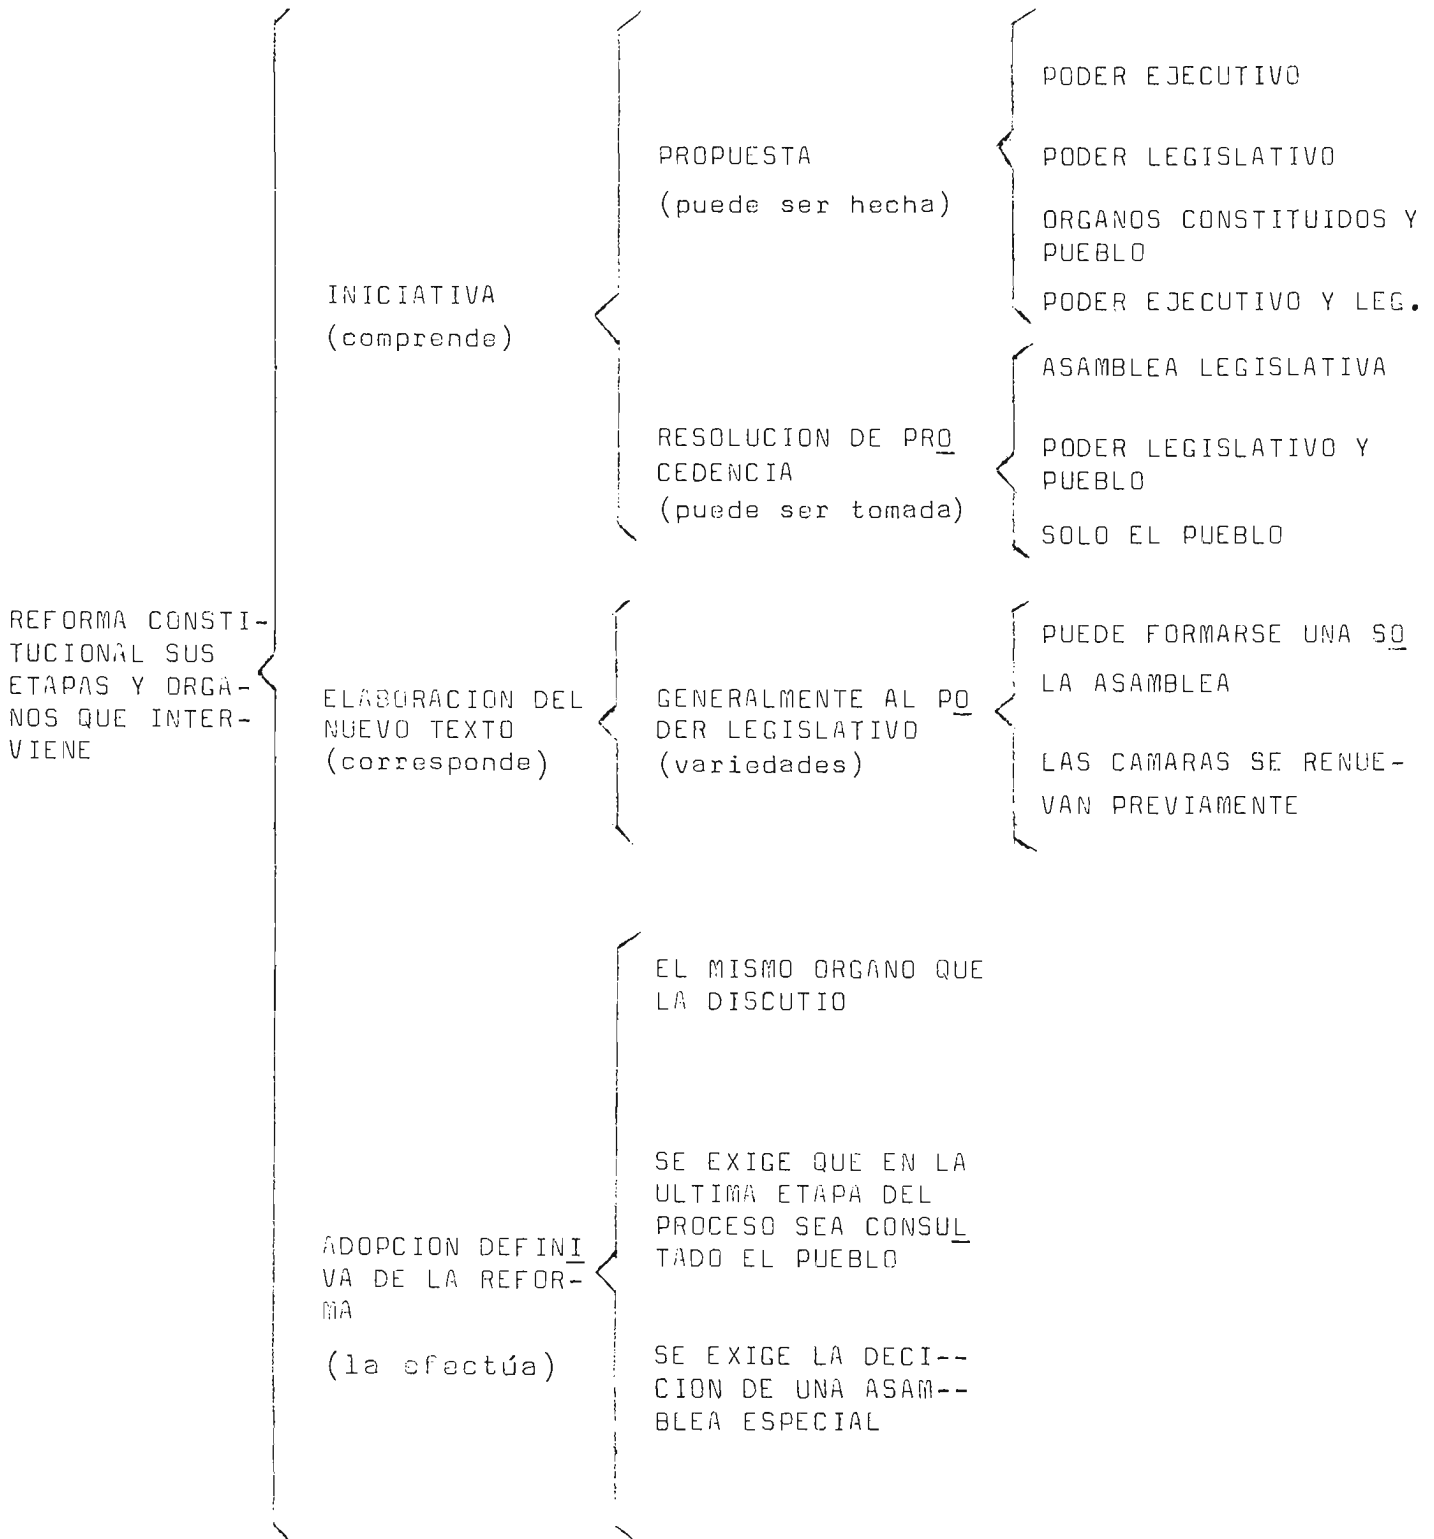 REFORMA CONSTI-
TUCIONAL SUS
ETAPAS Y ORGA-
NOS QUE INTER-
VIENE
INICIATIVA
(comprende)
PROPUESTA
(puede ser hecha)
PODER EJECUTIVO
PODER LEGISLATIVO
ORGANOS CONSTITUIDOS Y
PUEBLO
PODER EJECUTIVO Y LEG.
RESOLUCION DE PRO
CEDENCIA
(puede ser tomada)
ASAMBLEA LEGISLATIVA
PODER LEGISLATIVO Y
PUEBLO
SOLO EL PUEBLO
ELABORACION DEL
NUEVO TEXTO
(corresponde)
GENERALMENTE AL PO
DER LEGISLATIVO
(variedades)
PUEDE FORMARSE UNA SO
LA ASAMBLEA
LAS CAMARAS SE RENUE-
VAN PREVIAMENTE
ADOPCION DEFINI
VA DE LA REFOR-
MA
(la efectúa)
EL MISMO ORGANO QUE
LA DISCUTIO
SE EXIGE QUE EN LA
ULTIMA ETAPA DEL
PROCESO SEA CONSUL
TADO EL PUEBLO
SE EXIGE LA DECI--
CION DE UNA ASAM--
BLEA ESPECIAL